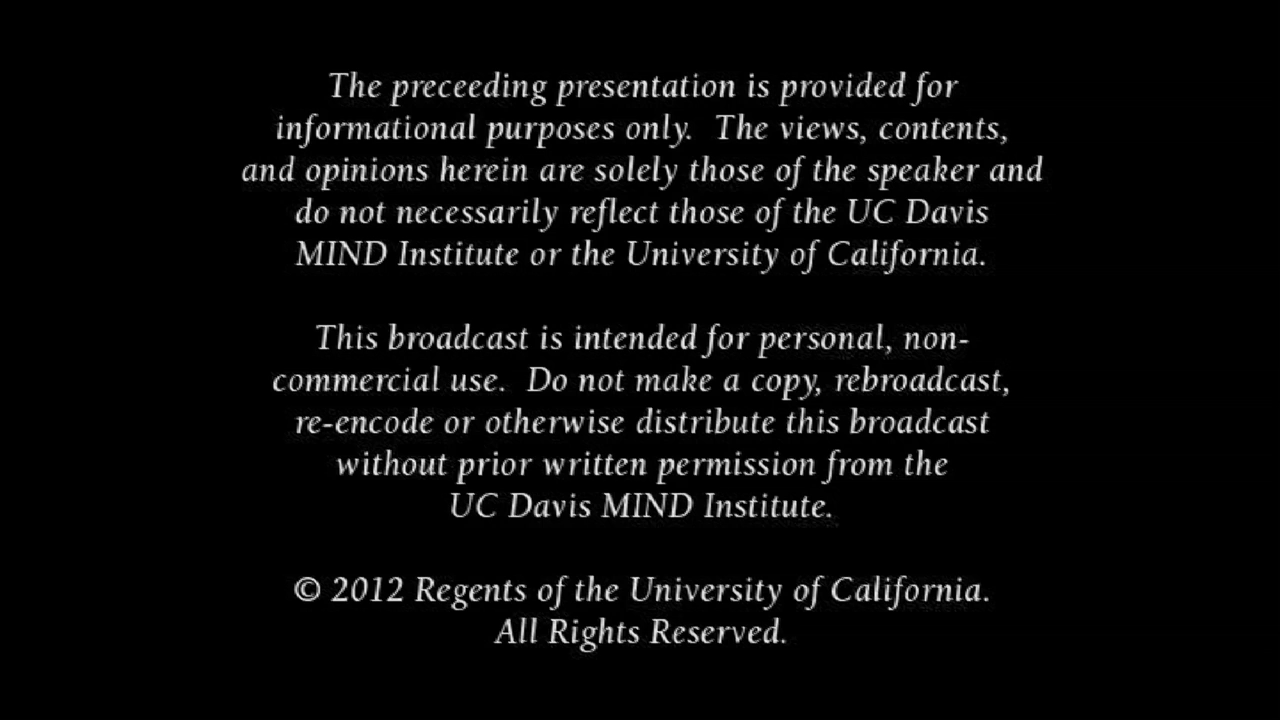 The preceeding presentation is provided for
informational purposes only. The views, contents,
and opinions herein are solely those of the speaker and
do not necessarily reflect those of the UC Davis
MIND Institute or the University of California.
This broadcast is intended for personal, non-
commercial use. Do not make a copy, rebroadcast,
re-encode or otherwise distribute this broadcast
without prior written permission from the
UC Davis MIND Institute.
© 2012 Regents of the University of California.
All Rights Reserved.